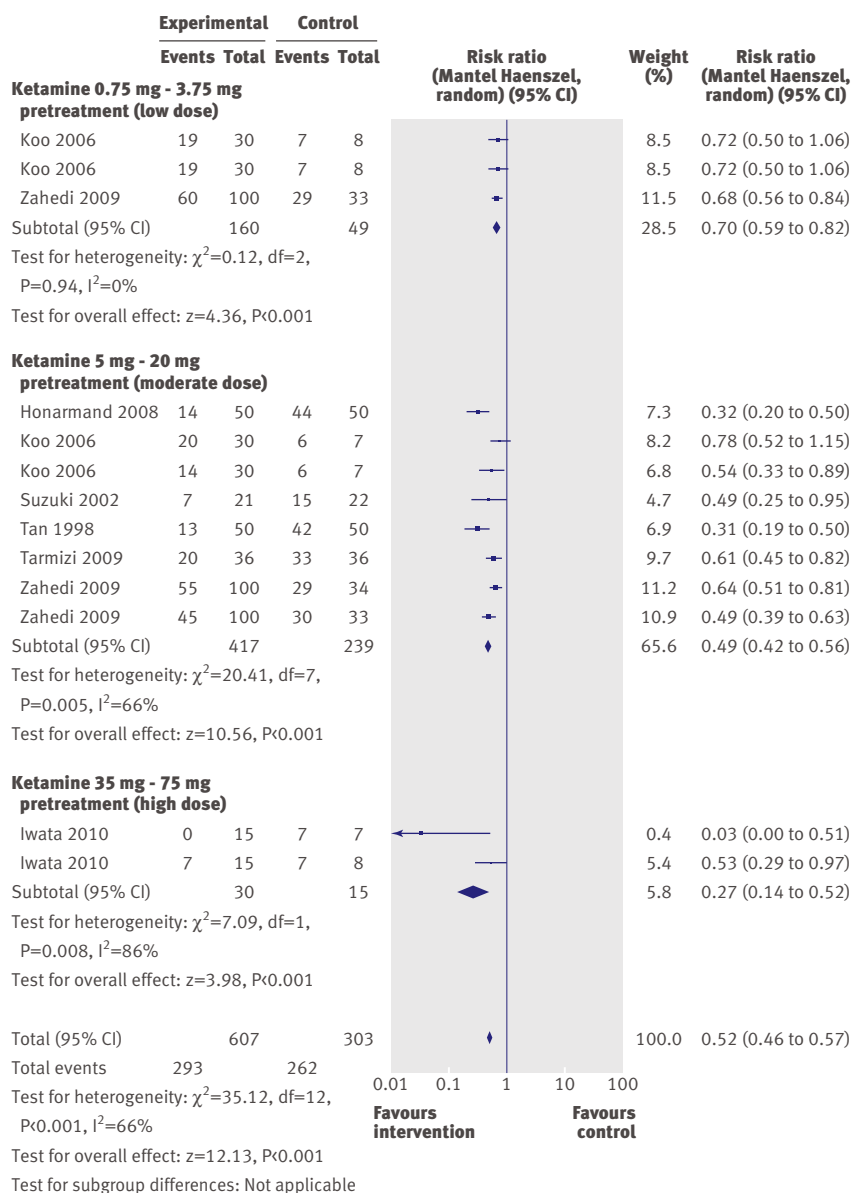 Experimental Control
Events Total Events Total Risk ratio (Mantel Haenszel, random) (95% CI) Weight (%) Risk ratio (Mantel Haenszel, random) (95% CI)
Ketamine 0.75 mg - 3.75 mg
pretreatment (low dose)
Koo 2006 19 30 7 8 8.5 0.72 (0.50 to 1.06)
Koo 2006 19 30 7 8 8.5 0.72 (0.50 to 1.06)
Zahedi 2009 60 100 29 33 11.5 0.68 (0.56 to 0.84)
Subtotal (95% CI) 160 49 28.5 0.70 (0.59 to 0.82)
Test for heterogeneity: χ²=0.12, df=2,
P=0.94, I²=0%
Test for overall effect: z=4.36, P<0.001
Ketamine 5 mg - 20 mg
pretreatment (moderate dose)
Honarmand 2008 14 50 44 50 7.3 0.32 (0.20 to 0.50)
Koo 2006 20 30 6 7 8.2 0.78 (0.52 to 1.15)
Koo 2006 14 30 6 7 6.8 0.54 (0.33 to 0.89)
Suzuki 2002 7 21 15 22 4.7 0.49 (0.25 to 0.95)
Tan 1998 13 50 42 50 6.9 0.31 (0.19 to 0.50)
Tarmizi 2009 20 36 33 36 9.7 0.61 (0.45 to 0.82)
Zahedi 2009 55 100 29 34 11.2 0.64 (0.51 to 0.81)
Zahedi 2009 45 100 30 33 10.9 0.49 (0.39 to 0.63)
Subtotal (95% CI) 417 239 65.6 0.49 (0.42 to 0.56)
Test for heterogeneity: χ²=20.41, df=7,
P=0.005, I²=66%
Test for overall effect: z=10.56, P<0.001
Ketamine 35 mg - 75 mg
pretreatment (high dose)
Iwata 2010 0 15 7 7 0.4 0.03 (0.00 to 0.51)
Iwata 2010 7 15 7 8 5.4 0.53 (0.29 to 0.97)
Subtotal (95% CI) 30 15 5.8 0.27 (0.14 to 0.52)
Test for heterogeneity: χ²=7.09, df=1,
P=0.008, I²=86%
Test for overall effect: z=3.98, P<0.001
Total (95% CI) 607 303 100.0 0.52 (0.46 to 0.57)
Total events 293 262
0.01 0.1 1 10 100
Test for heterogeneity: χ²=35.12, df=12,
P<0.001, I²=66%
Favours intervention Favours control
Test for overall effect: z=12.13, P<0.001
Test for subgroup differences: Not applicable